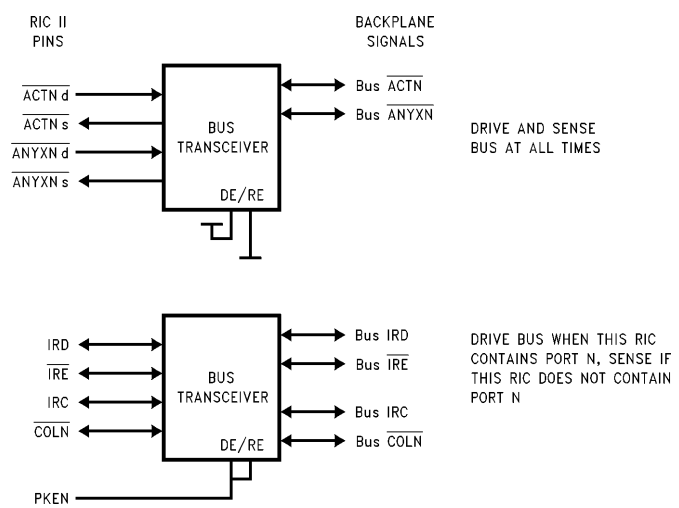 RIC II
PINS
BACKPLANE
SIGNALS
ACTN d
ACTN s
ANYXN d
ANYXN s
BUS
TRANSCEIVER
DE/RE
Bus ACTN
Bus ANYXN
DRIVE AND SENSE
BUS AT ALL TIMES
IRD
IRE
IRC
COLN
PKEN
BUS
TRANSCEIVER
DE/RE
Bus IRD
Bus IRE
Bus IRC
Bus COLN
DRIVE BUS WHEN THIS RIC
CONTAINS PORT N, SENSE IF
THIS RIC DOES NOT CONTAIN
PORT N